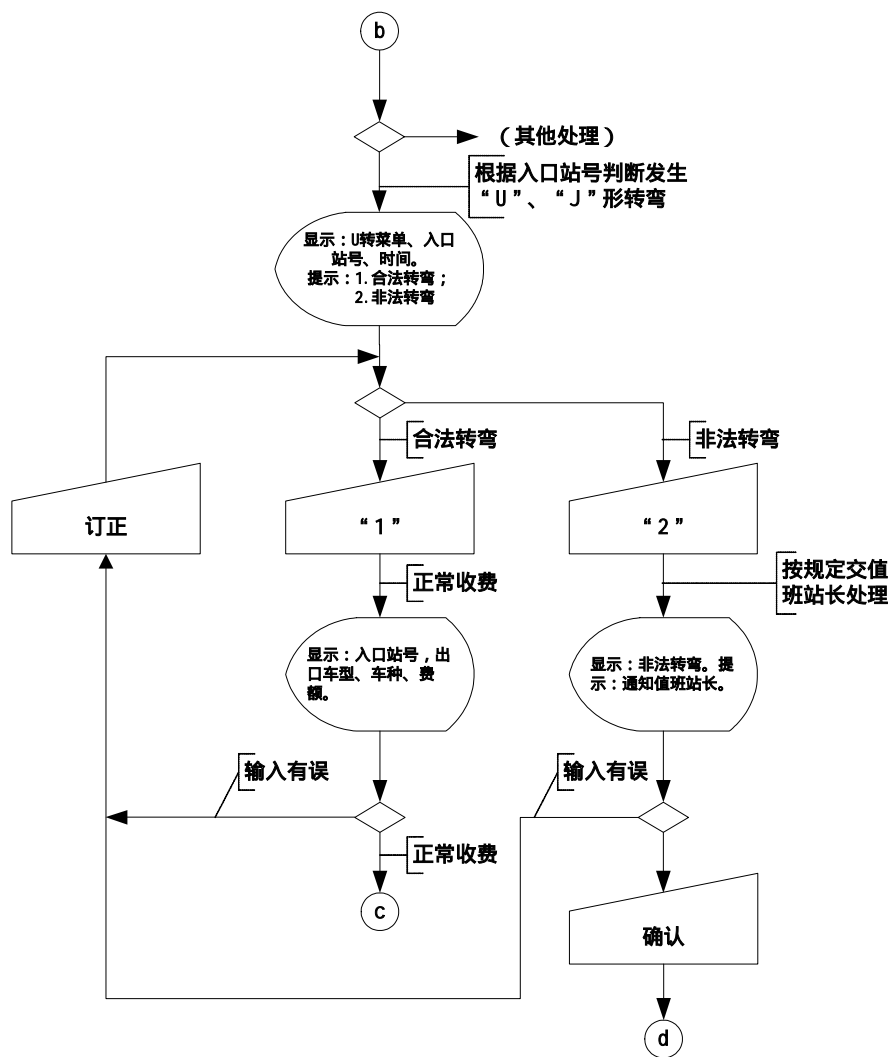 b
（其他处理）
根据入口站号判断发生
“U”、“J”形转弯
显示：U转菜单、入口
站号、时间。
提示：1.合法转弯；
2.非法转弯
合法转弯
非法转弯
订正
“1”
“2”
正常收费
按规定交值
班站长处理
显示：入口站号，出
口车型、车种、费
额。
显示：非法转弯。提
示：通知值班站长。
输入有误
输入有误
正常收费
c
确认
d